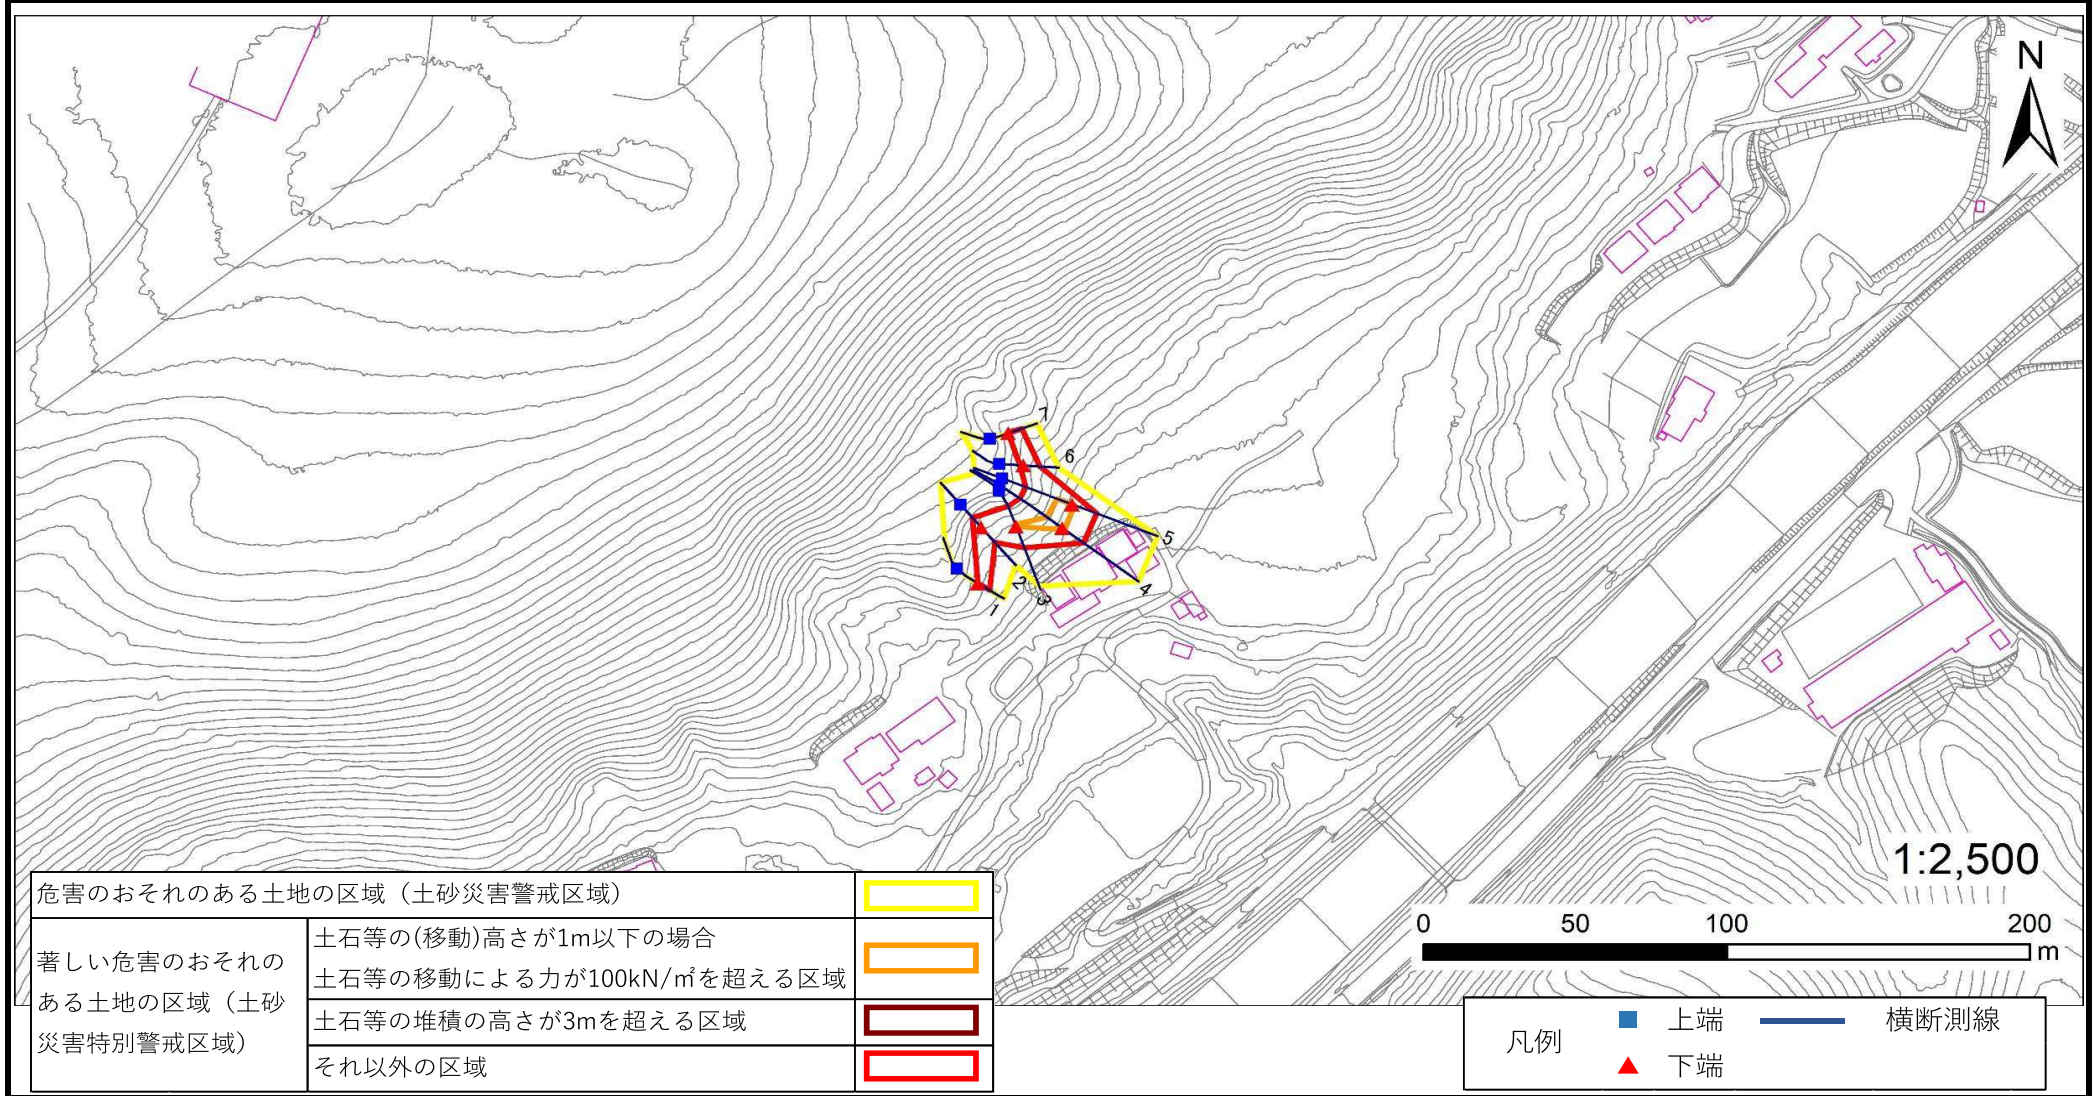 N
7
6
5
4
3
2
1
1:2,500
0 50 100 200
m
危害のおそれのある土地の区域（土砂災害警戒区域）
著しい危害のおそれの
ある土地の区域（土砂
災害特別警戒区域）
土石等の(移動)高さが1m以下の場合
土石等の移動による力が100kN/㎡を超える区域
土石等の堆積の高さが3mを超える区域
それ以外の区域
凡例
上端
横断測線
下端